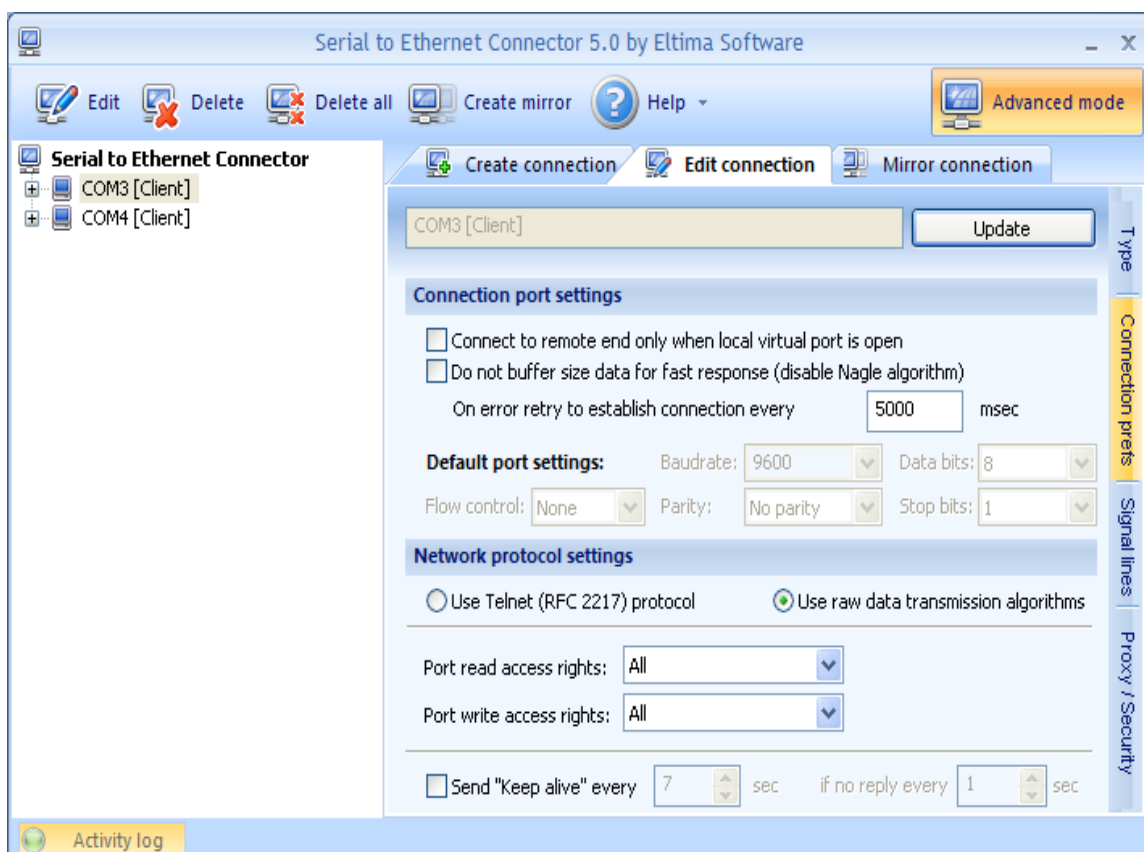 Serial to Ethernet Connector 5.0 by Eltima Software
Edit Delete Delete all Create mirror Help Advanced mode
Serial to Ethernet Connector
COM3 [Client]
COM4 [Client]
Create connection Edit connection Mirror connection
COM3 [Client] Update
Connection port settings
Connect to remote end only when local virtual port is open
Do not buffer size data for fast response (disable Nagle algorithm)
On error retry to establish connection every 5000 msec
Default port settings: Baudrate: 9600 Data bits: 8
Flow control: None Parity: No parity Stop bits: 1
Network protocol settings
Use Telnet (RFC 2217) protocol Use raw data transmission algorithms
Port read access rights: All
Port write access rights: All
Send "Keep alive" every 7 sec if no reply every 1 sec
Type
Connection prefs
Signal lines
Proxy / Security
Activity log